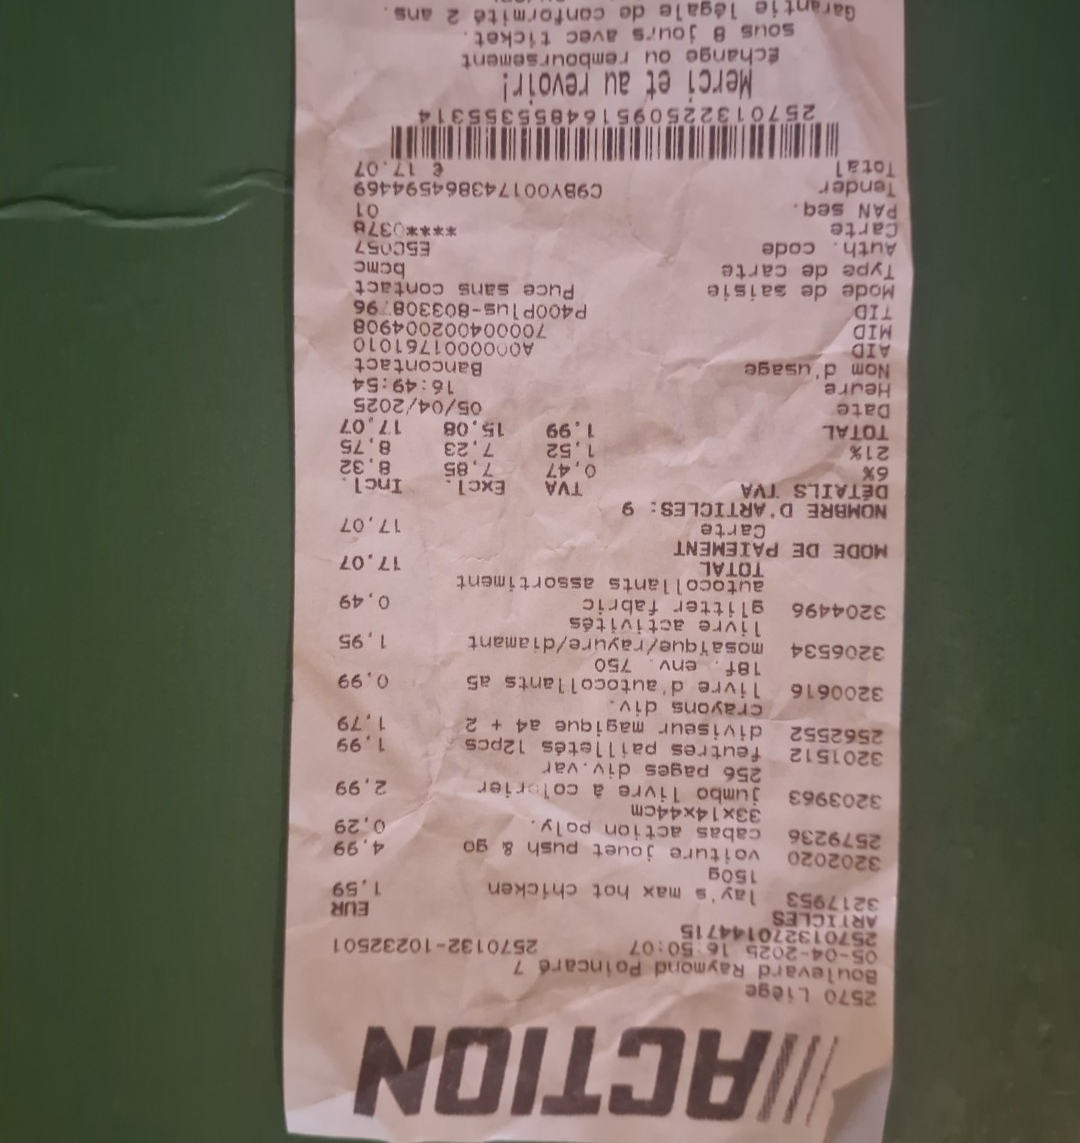 ACTION
2570 Liège
Boulevard Raymond Poincaré 7
05-04-2025 16:50:07 2570132-10232501
257013270144715
ARTICLES EUR
3217953 lay's max hot chicken 1,59
150g
3202020 voiture jouet push & go 4,99
2579236 cabas action poly. 0,29
33x14x44cm
3203963 jumbo livre à colorier 2,99
256 pages div.var
3201512 feutres pailletés 12pcs 1,99
2562552 diviseur magique a4 + 2 1,79
crayons div.
3200616 livre d'autocollants a5 0,99
18f. env. 750
3206534 mosaïque/rayure/diamant 1,95
livre activités
3204496 glitter fabric 0,49
autocollants assortiment
TOTAL 17,07
MODE DE PAIEMENT
Carte 17,07
NOMBRE D'ARTICLES: 9
DÉTAILS TVA TVA Excl. Incl.
6% 0,47 7,85 8,32
21% 1,52 7,23 8,75
TOTAL 1,99 15,08 17,07
Date 05/04/2025
Heure 16:49:54
Nom d'usage Bancontact
AID A0000001761010
MID 700004002004908
TID P400Plus-80330876
Mode de saisie Puce sans contact
Type de carte bcmc
Auth. code E5C057
Carte ****0378
PAN seq. 01
Tender C9BY001743864594469
Total € 17.07
25701322509516485535314
Merci et au revoir!
Échange ou remboursement
sous 8 jours avec ticket.
Garantie légale de conformité 2 ans.